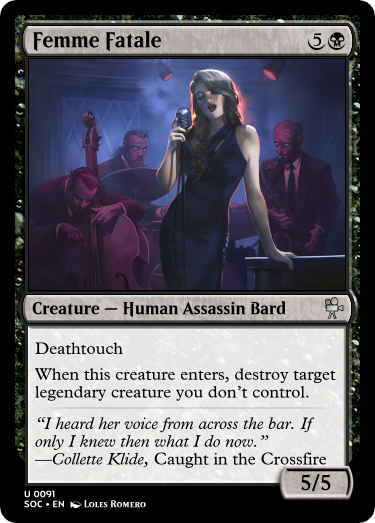 Femme Fatale 5
Creature — Human Assassin Bard
Deathtouch
When this creature enters, destroy target
legendary creature you don't control.
"I heard her voice from across the bar. If
only I knew then what I do now."
—Collette Klide, Caught in the Crossfire
5/5
U 0091
SOC • EN Loles Romero